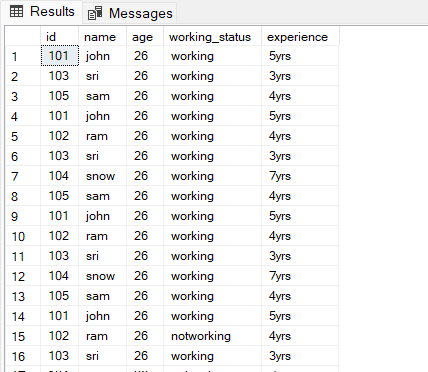 Results Messages
id name age working_status experience
1 101 john 26 working 5yrs
2 103 sri 26 working 3yrs
3 105 sam 26 working 4yrs
4 101 john 26 working 5yrs
5 102 ram 26 working 4yrs
6 103 sri 26 working 3yrs
7 104 snow 26 working 7yrs
8 105 sam 26 working 4yrs
9 101 john 26 working 5yrs
10 102 ram 26 working 4yrs
11 103 sri 26 working 3yrs
12 104 snow 26 working 7yrs
13 105 sam 26 working 4yrs
14 101 john 26 working 5yrs
15 102 ram 26 notworking 4yrs
16 103 sri 26 working 3yrs